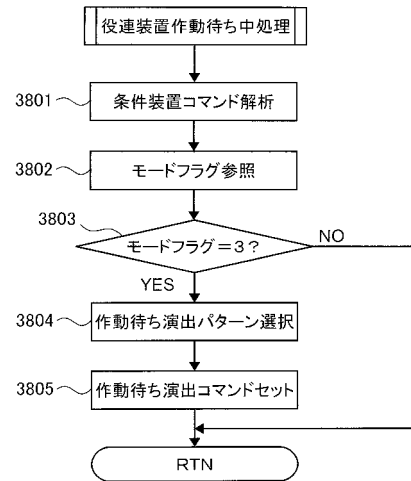 役連装置作動待ち中処理
3801
条件装置コマンド解析
3802
モードフラグ参照
3803
モードフラグ=3?
NO
YES
3804
作動待ち演出パターン選択
3805
作動待ち演出コマンドセット
RTN